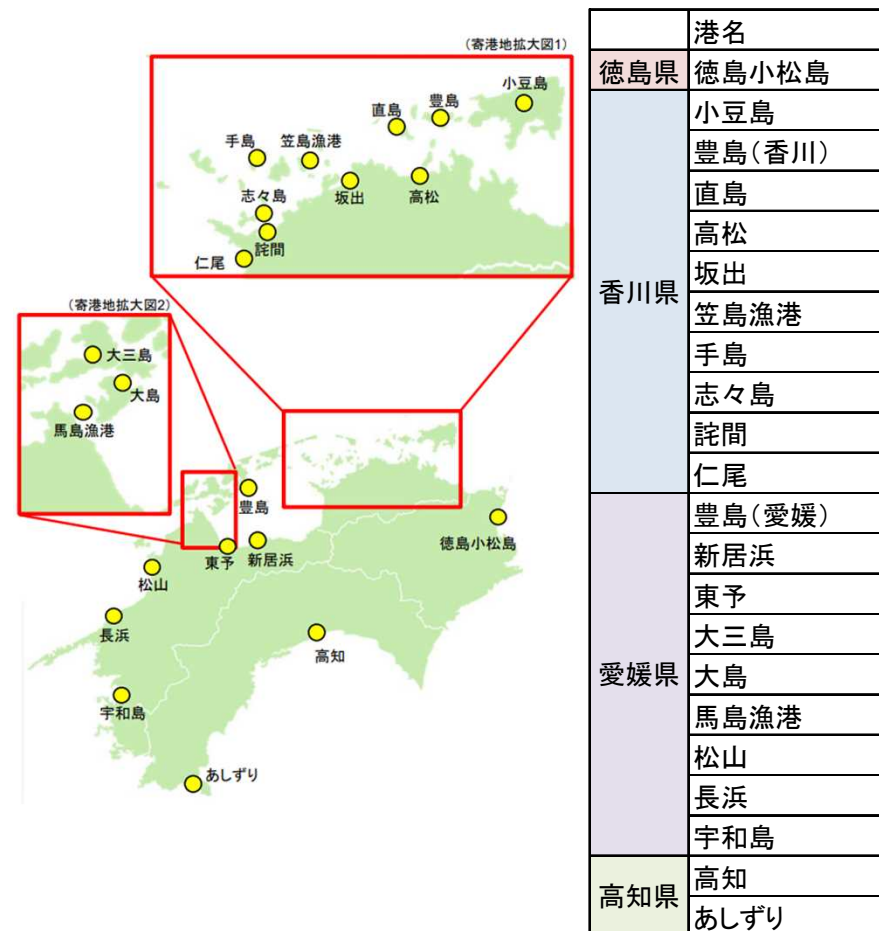 (寄港地拡大図1)
小豆島
豊島
直島
手島
笠島漁港
坂出
高松
志々島
詫間
仁尾
(寄港地拡大図2)
大三島
大島
馬島漁港
豊島
徳島小松島
東予
新居浜
松山
長浜
高知
宇和島
あしずり
港名
徳島県 徳島小松島
香川県
小豆島
豊島(香川)
直島
高松
坂出
笠島漁港
手島
志々島
詫間
仁尾
愛媛県
豊島(愛媛)
新居浜
東予
大三島
大島
馬島漁港
松山
長浜
宇和島
高知県
高知
あしずり